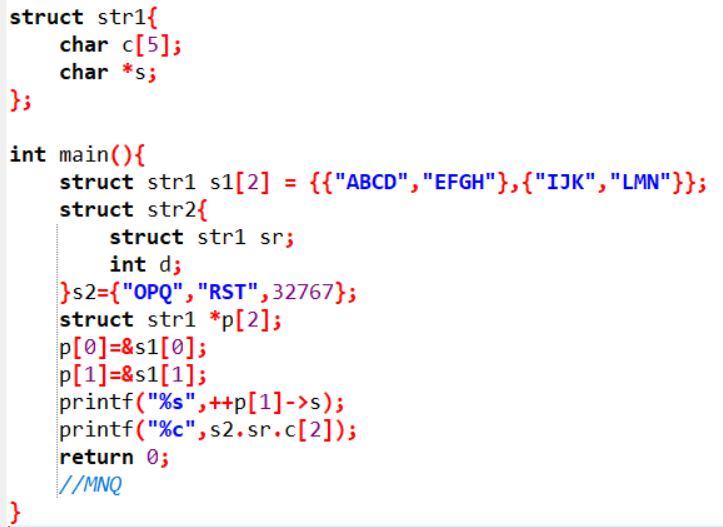 struct str1{
    char c[5];
    char *s;
};

int main(){
    struct str1 s1[2] = {{"ABCD","EFGH"},{"IJK","LMN"}};
    struct str2{
        struct str1 sr;
        int d;
    }s2={"OPQ","RST",32767};
    struct str1 *p[2];
    p[0]=&s1[0];
    p[1]=&s1[1];
    printf("%s",++p[1]->s);
    printf("%c",s2.sr.c[2]);
    return 0;
    //MNQ
}